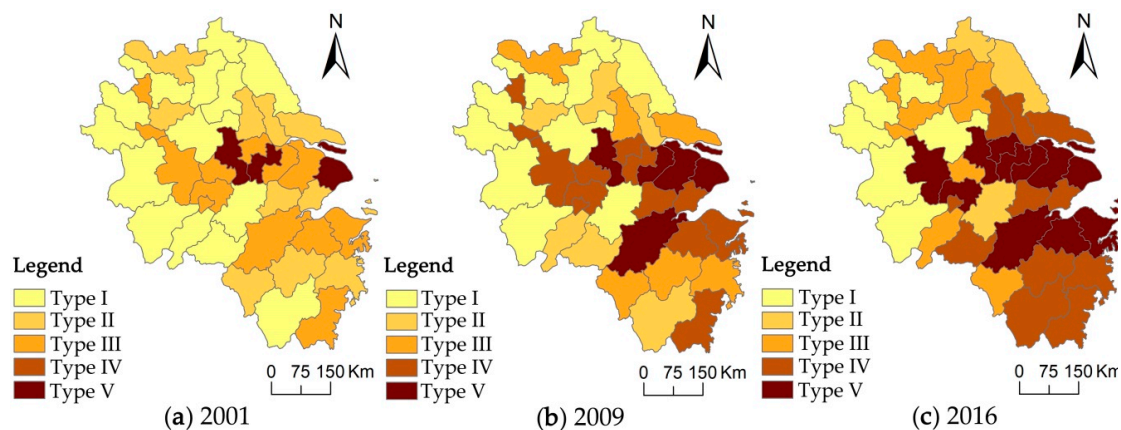 N
N
N
Legend
Type I
Type II
Type III
Type IV
Type V
0 75 150 Km
(a) 2001
Legend
Type I
Type II
Type III
Type IV
Type V
0 75 150 Km
(b) 2009
Legend
Type I
Type II
Type III
Type IV
Type V
0 75 150 Km
(c) 2016